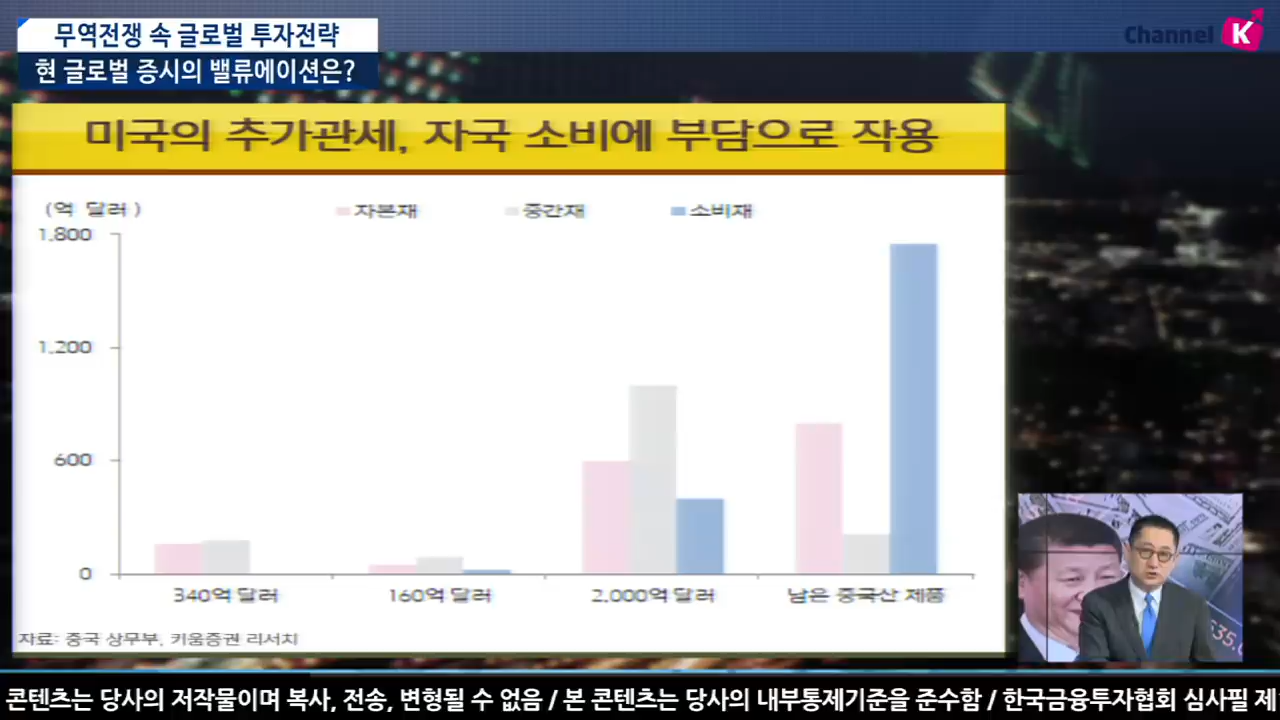 무역전쟁 속 글로벌 투자전략
현 글로벌 증시의 밸류에이션은?
Channel K
미국의 추가관세, 자국 소비에 부담으로 작용
(억 달러)
자본재 중간재 소비재
1,800
1,200
600
0
340억 달러 160억 달러 2,000억 달러 남은 중국산 제품
자료: 중국 상무부, 키움증권 리서치
535.0
콘텐츠는 당사의 저작물이며 복사, 전송, 변형될 수 없음 / 본 콘텐츠는 당사의 내부통제기준을 준수함 / 한국금융투자협회 심사필 제